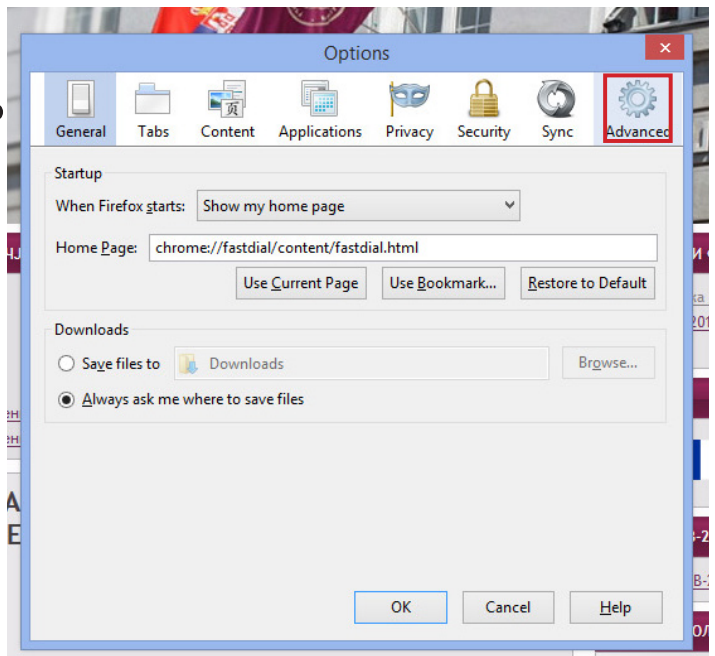 Options
General Tabs Content Applications Privacy Security Sync Advanced
Startup
When Firefox starts: Show my home page
Home Page: chrome://fastdial/content/fastdial.html
Use Current Page Use Bookmark... Restore to Default
Downloads
Save files to Downloads Browse...
Always ask me where to save files
OK Cancel Help